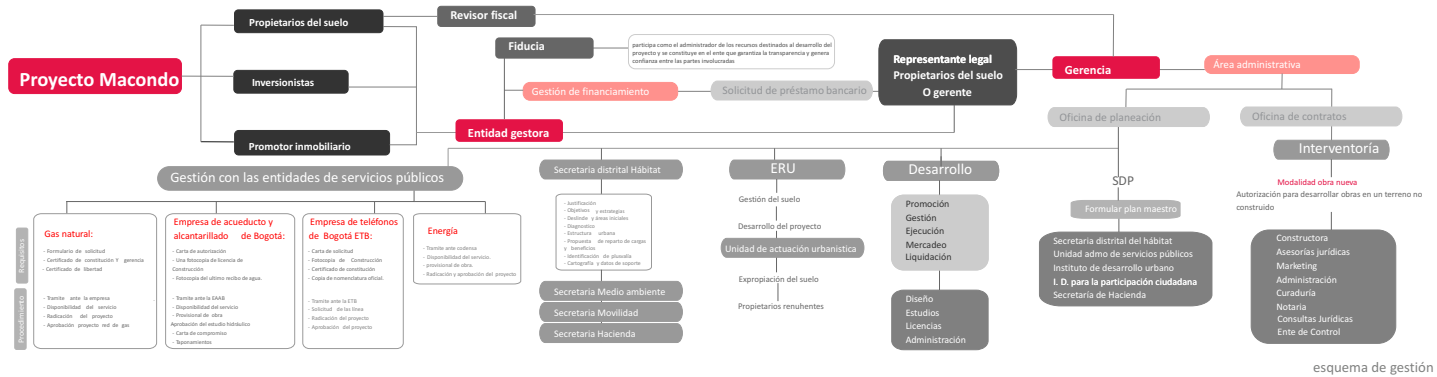 Proyecto Macondo
Propietarios del suelo
Inversionistas
Promotor inmobiliario
Revisor fiscal
Fiducia
participa como el administrador de los recursos destinados al desarrollo del
proyecto y se constituye en el ente que garantiza la transparencia y genera
confianza entre las partes involucradas
Gestión de financiamiento
Solicitud de préstamo bancario
Entidad gestora
Representante legal
Propietarios del suelo
O gerente
Gerencia
Área administrativa
Oficina de planeación
Oficina de contratos
Gestión con las entidades de servicios públicos
Requisitos
Procedimiento
Gas natural:
- Formulario de solicitud
- Certificado de constitución Y gerencia
- Certificado de libertad
- Tramite ante la empresa
- Disponibilidad del servicio
- Radicación del proyecto
- Aprobación proyecto red de gas
Empresa de acueducto y
alcantarillado de Bogotá:
- Carta de autorización
- Una fotocopia de licencia de
Construcción
- Fotocopia del ultimo recibo de agua.
- Tramite ante la EAAB
- Disponibilidad del servicio
- Provisional de obra
Aprobación del estudio hidráulico
- Carta de compromiso
- Taponamientos
Empresa de teléfonos
de Bogotá ETB:
- Carta de solicitud
- Fotocopia de Construcción
- Certificado de constitución
- Copia de nomenclatura oficial.
- Tramite ante la ETB
- Solicitud de las línea
- Radicación del proyecto
- Aprobación del proyecto
Energía
- Tramite ante codensa
- Disponibilidad del servicio.
- provisional de obra.
- Radicación y aprobación del proyecto
Secretaria distrital Hábitat
- Justificación
- Objetivos y estrategias
- Deslinde y áreas iniciales
- Diagnostico
- Estructura urbana
- Propuesta de reparto de cargas
y beneficios
- Identificación de plusvalía
- Cartografía y datos de soporte
Secretaria Medio ambiente
Secretaria Movilidad
Secretaria Hacienda
ERU
Gestión del suelo
Desarrollo del proyecto
Unidad de actuación urbanistica
Expropiación del suelo
Propietarios renuhentes
Desarrollo
Promoción
Gestión
Ejecución
Mercadeo
Liquidación
Diseño
Estudios
Licencias
Administración
SDP
Formular plan maestro
Secretaria distrital del hábitat
Unidad admo de servicios públicos
Instituto de desarrollo urbano
I. D. para la participación ciudadana
Secretaría de Hacienda
Interventoría
Modalidad obra nueva
Autorización para desarrollar obras en un terreno no
construido
Constructora
Asesorías jurídicas
Marketing
Administración
Curaduría
Notaria
Consultas Jurídicas
Ente de Control
esquema de gestión